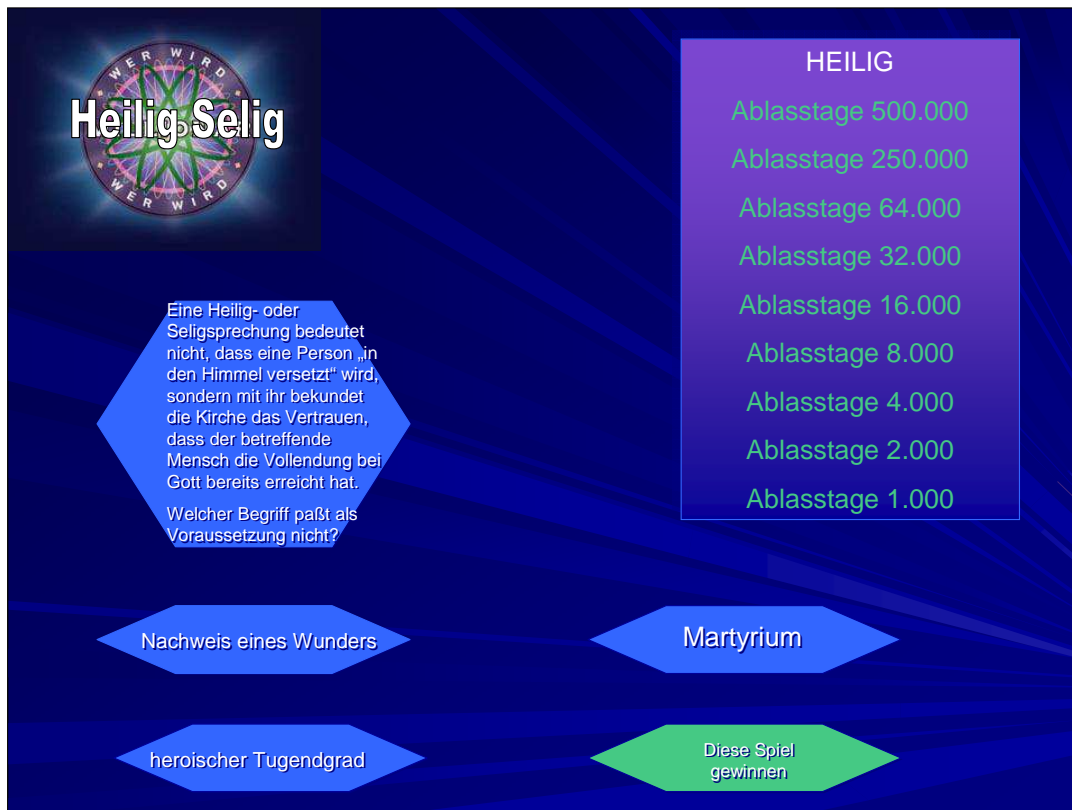 WER WIRD
Heilig Selig
WER WIRD
HEILIG
Ablasstage 500.000
Ablasstage 250.000
Ablasstage 64.000
Ablasstage 32.000
Ablasstage 16.000
Ablasstage 8.000
Ablasstage 4.000
Ablasstage 2.000
Ablasstage 1.000
Eine Heilig- oder
Seligsprechung bedeutet
nicht, dass eine Person „in
den Himmel versetzt“ wird,
sondern mit ihr bekundet
die Kirche das Vertrauen,
dass der betreffende
Mensch die Vollendung bei
Gott bereits erreicht hat.
Welcher Begriff paßt als
Voraussetzung nicht?
Nachweis eines Wunders
Martyrium
heroischer Tugendgrad
Diese Spiel
gewinnen